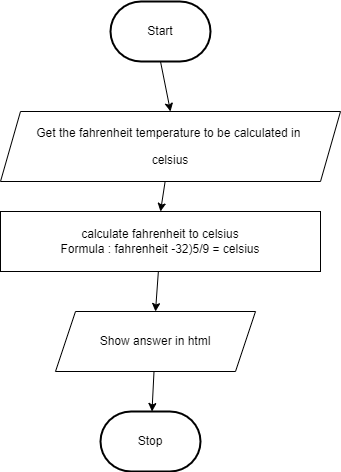 Start
Get the fahrenheit temperature to be calculated in
celsius
calculate fahrenheit to celsius
Formula : fahrenheit -32)5/9 = celsius
Show answer in html
Stop